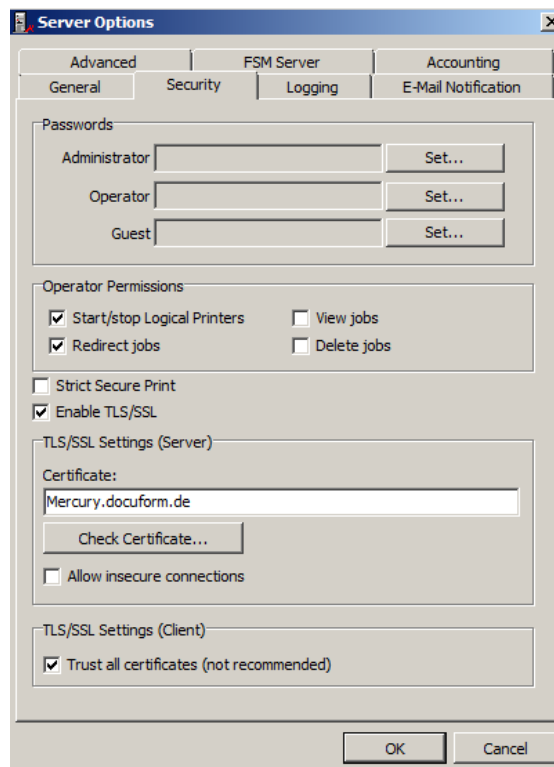 Server Options
Advanced FSM Server Accounting
General Security Logging E-Mail Notification
Passwords
Administrator Set...
Operator Set...
Guest Set...
Operator Permissions
Start/stop Logical Printers View jobs
Redirect jobs Delete jobs
Strict Secure Print
Enable TLS/SSL
TLS/SSL Settings (Server)
Certificate:
Mercury.docuform.de
Check Certificate...
Allow insecure connections
TLS/SSL Settings (Client)
Trust all certificates (not recommended)
OK Cancel